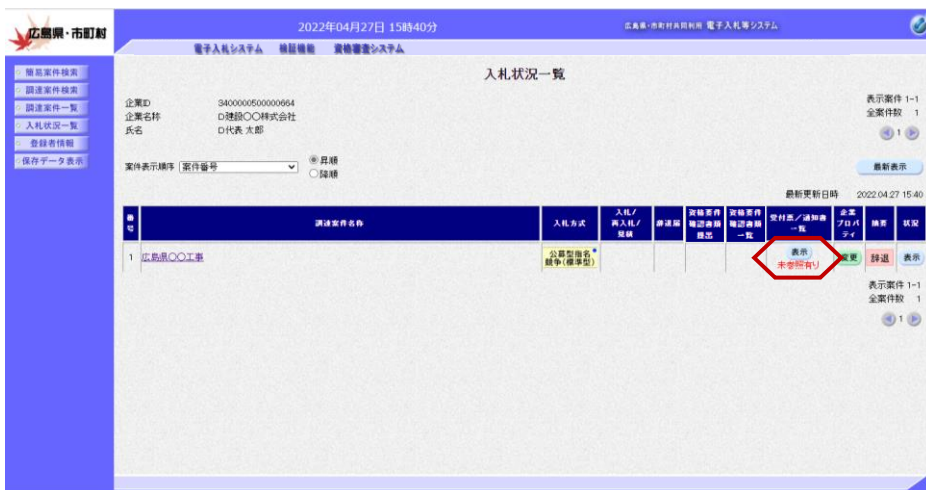 広島県・市町村
2022年04月27日 15時40分
広島県・市町村共同利用 電子入札等システム
電子入札システム 検証機能 資格審査システム
簡易案件検索
調達案件検索
調達案件一覧
入札状況一覧
登録者情報
保存データ表示
入札状況一覧
企業ID 3400000500000664
企業名称 D建設〇〇株式会社
氏名 D代表 太郎
表示案件 1-1
全案件数 1
1
案件表示順序 案件番号
昇順
降順
最新表示
最新更新日時 2022.04.27 15:40
番号 調達案件名称 入札方式 入札/再入札/見積 辞退届 資格要件確認書類提出 資格要件確認書類一覧 受付票/通知書一覧 企業プロパティ 摘要 状況
1 広島県〇〇工事 公募型指名競争(標準型) 表示 未参照有り 変更 辞退 表示
表示案件 1-1
全案件数 1
1